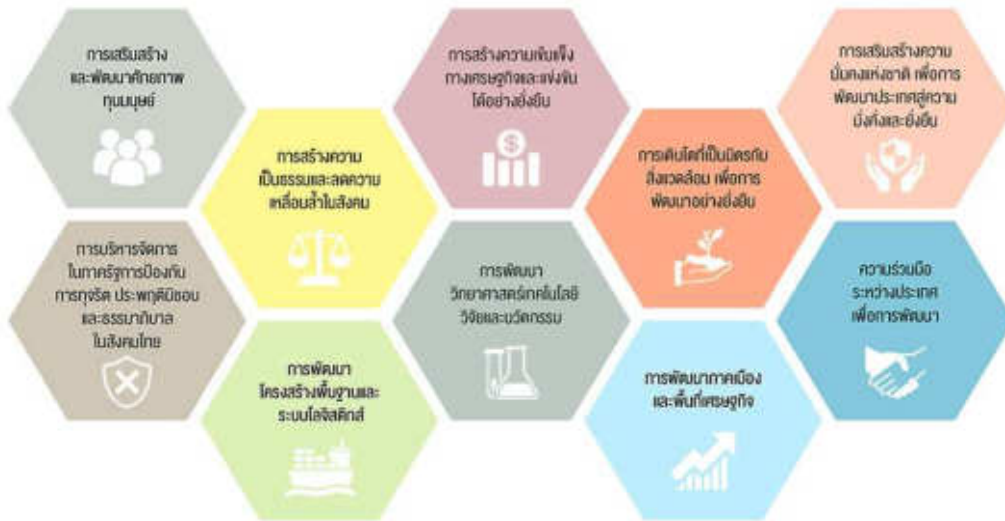 การเสริมสร้าง
และพัฒนาศักยภาพ
ทุนมนุษย์
การสร้างความ
เป็นธรรมและลดความ
เหลื่อมล้ำในสังคม
การสร้างความเข้มแข็ง
ทางเศรษฐกิจและแข่งขัน
ได้อย่างยั่งยืน
การเติบโตที่เป็นมิตรกับ
สิ่งแวดล้อม เพื่อการ
พัฒนาอย่างยั่งยืน
การเสริมสร้างความ
มั่นคงแห่งชาติ เพื่อการ
พัฒนาประเทศสู่ความ
มั่งคั่งและยั่งยืน
การบริหารจัดการ
ในภาครัฐการป้องกัน
การทุจริต ประพฤติมิชอบ
และธรรมาภิบาล
ในสังคมไทย
การพัฒนา
โครงสร้างพื้นฐานและ
ระบบโลจิสติกส์
การพัฒนา
วิทยาศาสตร์เทคโนโลยี
วิจัยและนวัตกรรม
การพัฒนาภาคเมือง
และพื้นที่เศรษฐกิจ
ความร่วมมือ
ระหว่างประเทศ
เพื่อการพัฒนา